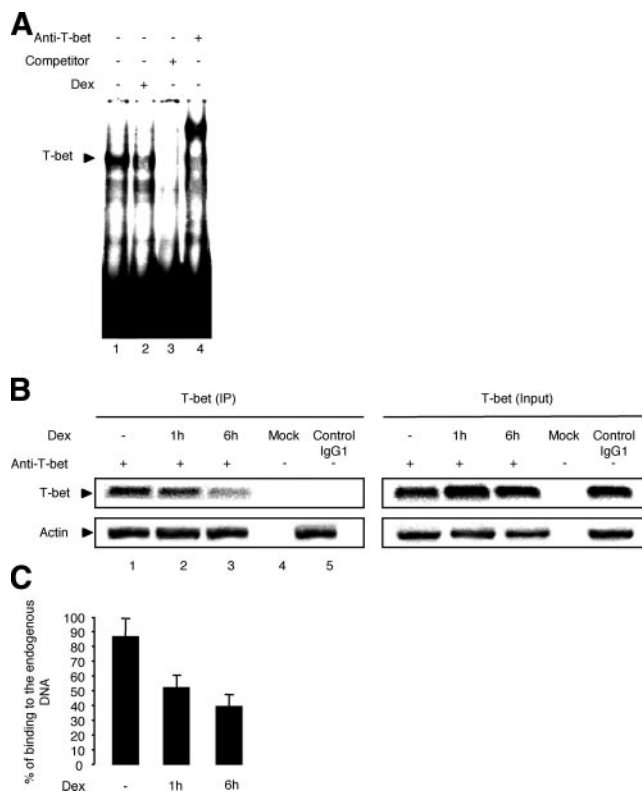 A
Anti-T-bet - - - +
Competitor - - + -
Dex - + - -
T-bet
1 2 3 4
B
T-bet (IP) T-bet (Input)
Dex - 1h 6h Mock Control IgG1 - 1h 6h Mock Control IgG1
Anti-T-bet + + + - - + + + - -
T-bet
Actin
1 2 3 4 5
C
% of binding to the endogenous
DNA
100
90
80
70
60
50
40
30
20
10
0
Dex - 1h 6h